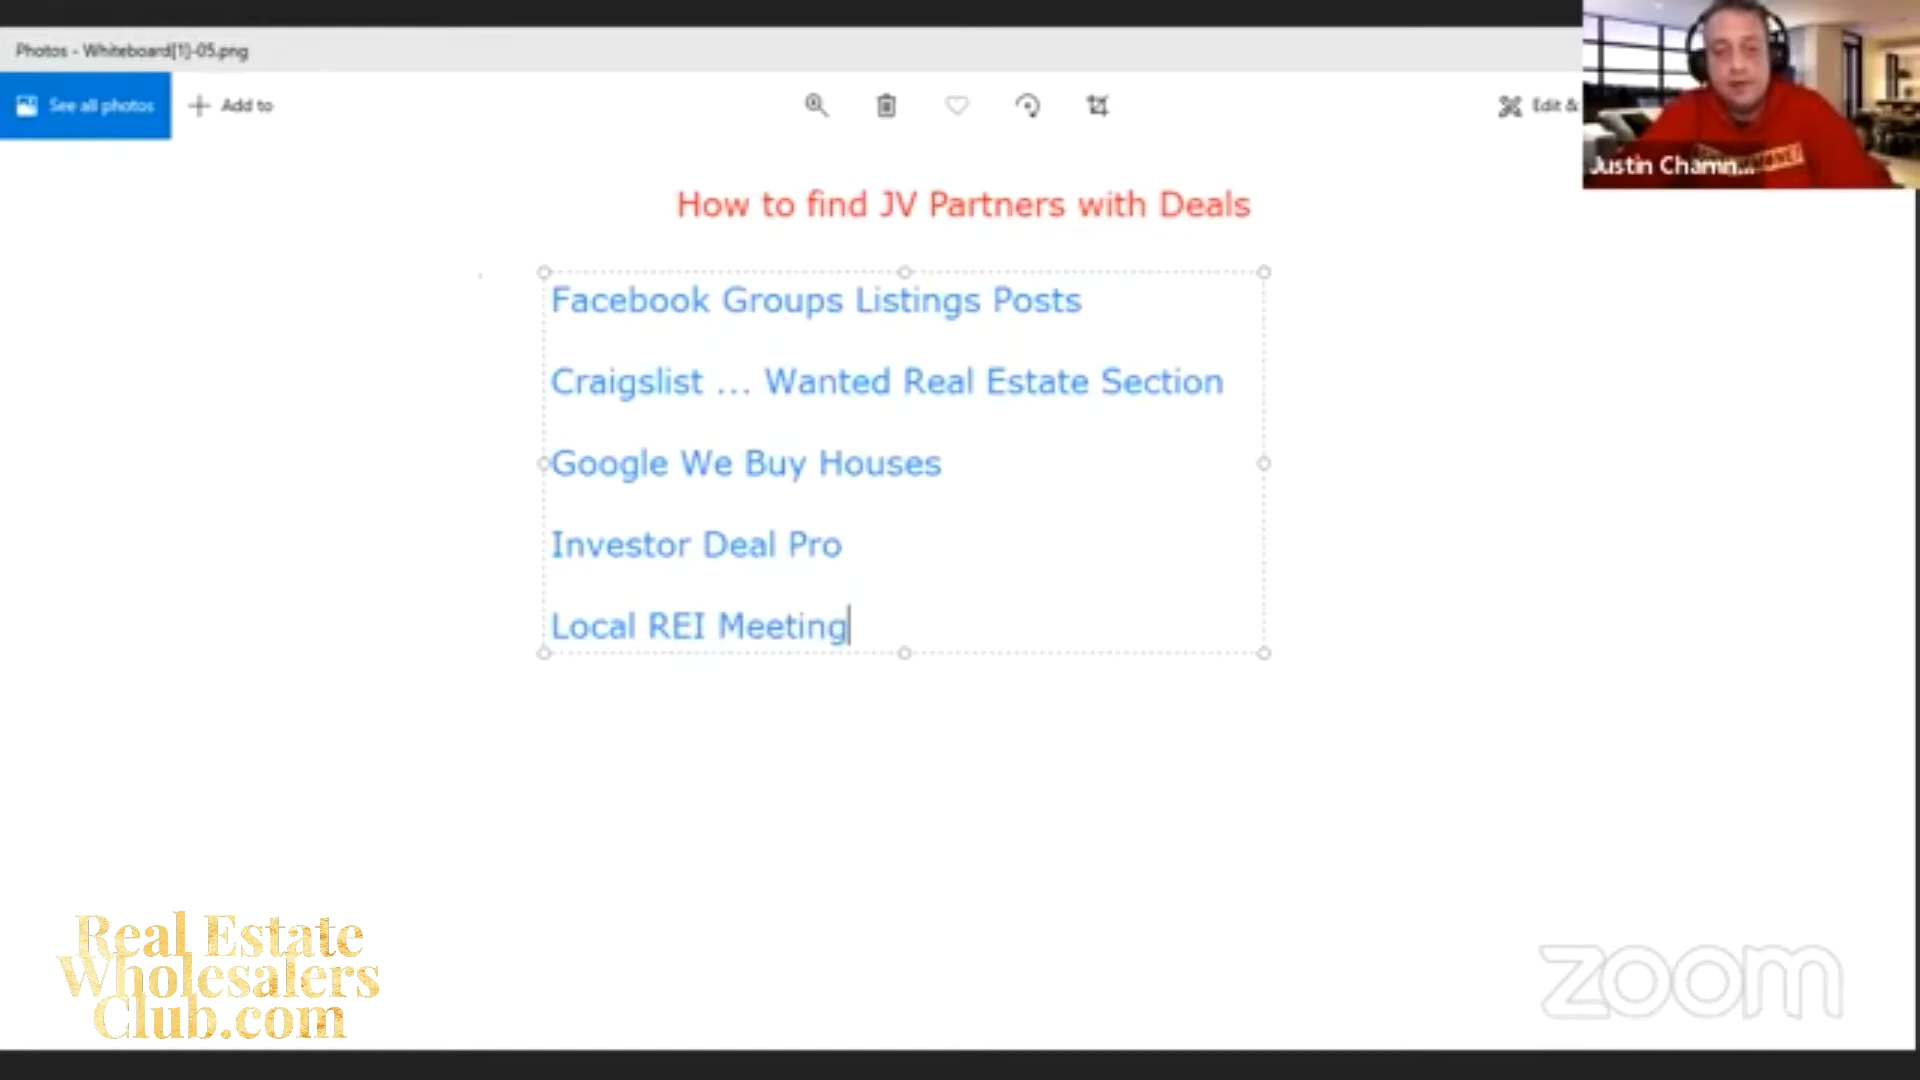 Photos - Whiteboard[1]-05.png
See all photos
Add to
Edit &
Justin Chamn...
How to find JV Partners with Deals
Facebook Groups Listings Posts
Craigslist ... Wanted Real Estate Section
Google We Buy Houses
Investor Deal Pro
Local REI Meeting
Real Estate
Wholesalers
Club.com
zoom